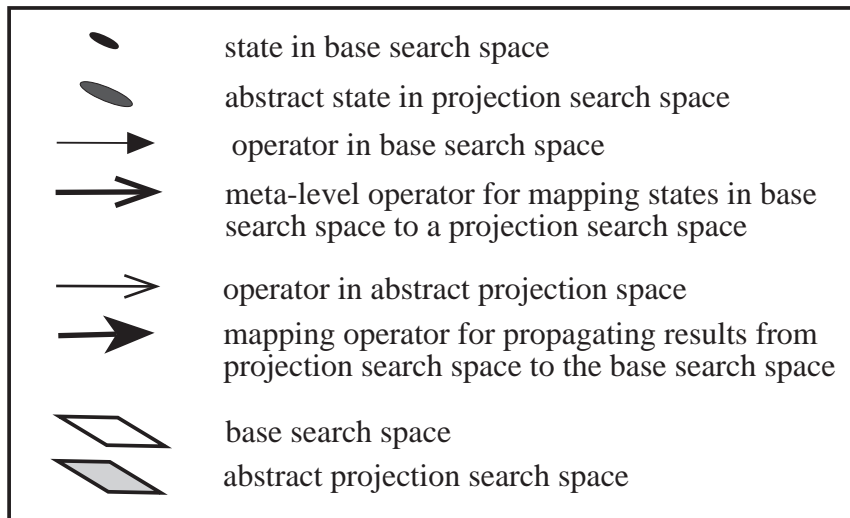 state in base search space
abstract state in projection search space
operator in base search space
meta-level operator for mapping states in base
search space to a projection search space
operator in abstract projection space
mapping operator for propagating results from
projection search space to the base search space
base search space
abstract projection search space